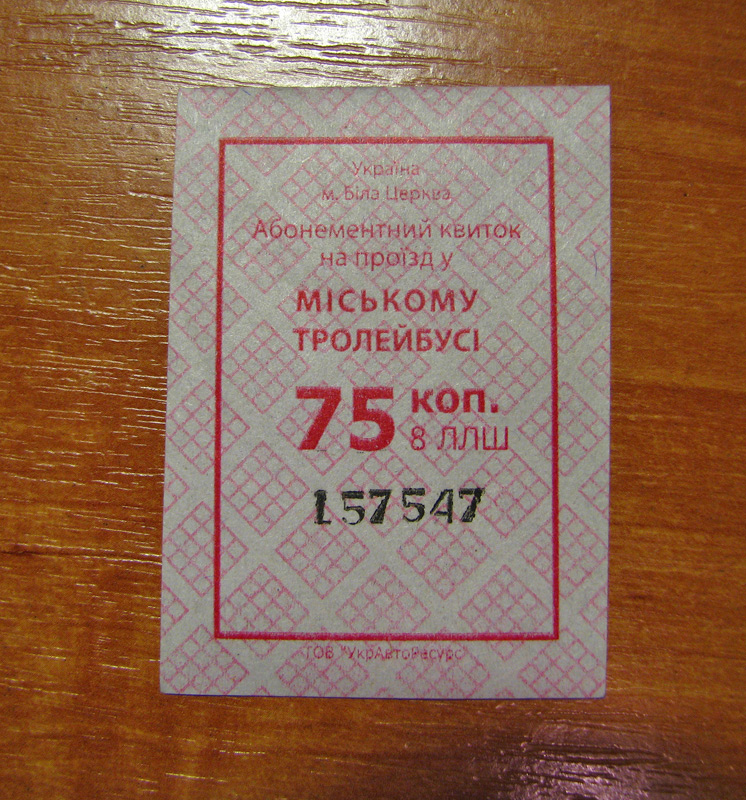 Україна
м. Біла Церква
Абонементний квиток
на проїзд у
МІСЬКОМУ
ТРОЛЕЙБУСІ
75 коп.
8 ЛЛШ
157547
ТОВ "УкрАвтоРесурс"